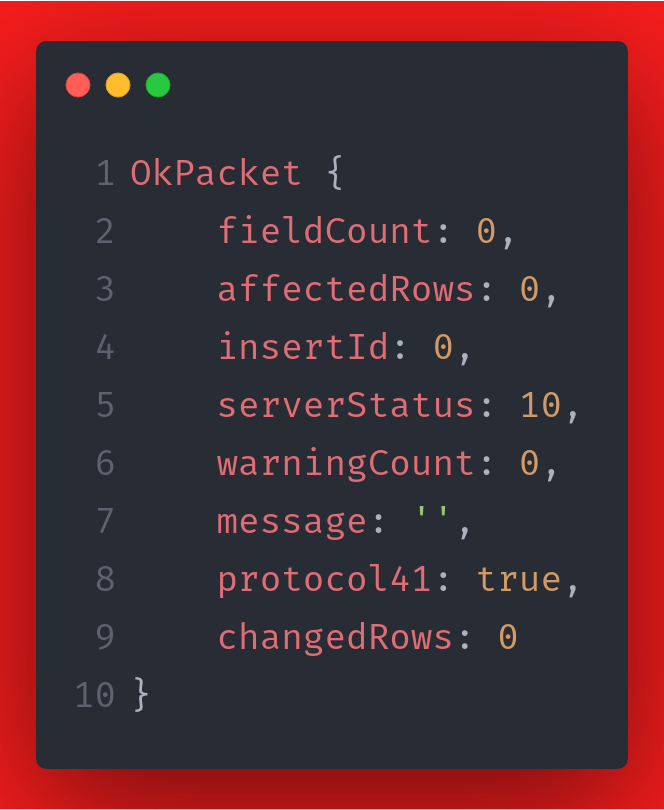 1 OkPacket {
2     fieldCount: 0,
3     affectedRows: 0,
4     insertId: 0,
5     serverStatus: 10,
6     warningCount: 0,
7     message: '',
8     protocol41: true,
9     changedRows: 0
10 }